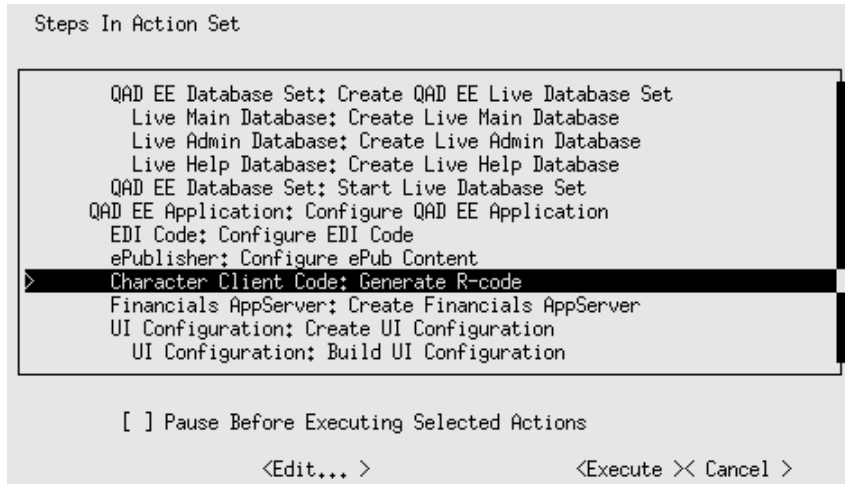 Steps In Action Set
QAD EE Database Set: Create QAD EE Live Database Set
Live Main Database: Create Live Main Database
Live Admin Database: Create Live Admin Database
Live Help Database: Create Live Help Database
QAD EE Database Set: Start Live Database Set
QAD EE Application: Configure QAD EE Application
EDI Code: Configure EDI Code
ePublisher: Configure ePub Content
> Character Client Code: Generate R-code
Financials AppServer: Create Financials AppServer
UI Configuration: Create UI Configuration
UI Configuration: Build UI Configuration
[ ] Pause Before Executing Selected Actions
<Edit... > <Execute >< Cancel >